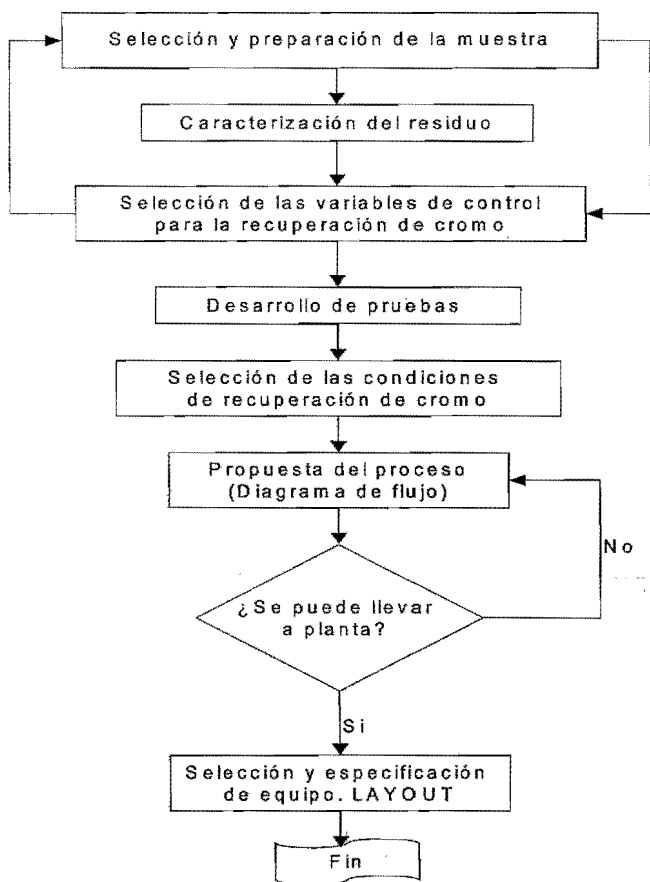 Selección y preparación de la muestra
Caracterización del residuo
Selección de las variables de control
para la recuperación de cromo
Desarrollo de pruebas
Selección de las condiciones
de recuperación de cromo
Propuesta del proceso
(Diagrama de flujo)
No
¿Se puede llevar
a planta?
Si
Selección y especificación
de equipo. LAYOUT
Fin